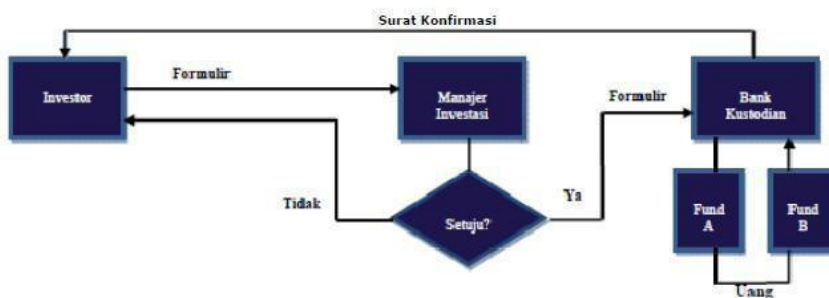 Surat Konfirmasi
Investor
Formulir
Manajer
Investasi
Formulir
Bank
Kustodian
Tidak
Setuju?
Ya
Fund
A
Fund
B
Uang